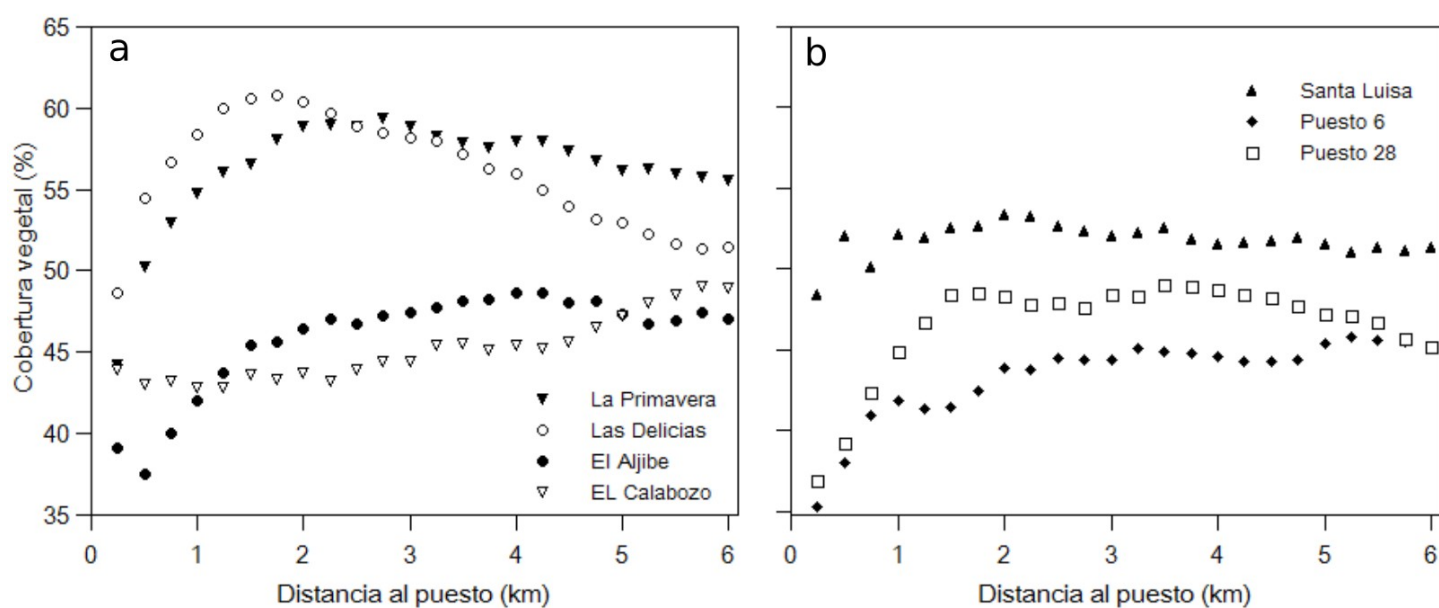 a
65
60
55
50
45
40
35
Cobertura vegetal (%)
La Primavera
Las Delicias
El Aljibe
EL Calabozo
0 1 2 3 4 5 6
Distancia al puesto (km)
b
Santa Luisa
Puesto 6
Puesto 28
0 1 2 3 4 5 6
Distancia al puesto (km)